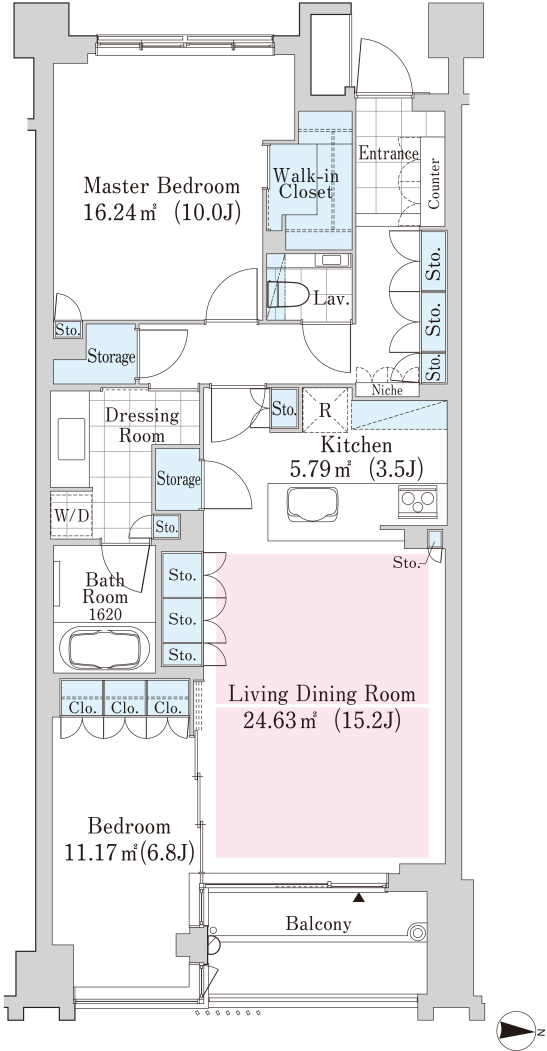 Master Bedroom
16.24㎡ (10.0J)
Walk-in
Closet
Entrance
Counter
Lav.
Sto.
Sto.
Sto.
Sto.
Storage
Niche
Dressing
Room
Sto.
R
Kitchen
5.79㎡ (3.5J)
Storage
W/D
Sto.
Sto.
Bath
Room
1620
Sto.
Sto.
Sto.
Clo.
Clo.
Clo.
Living Dining Room
24.63㎡ (15.2J)
Bedroom
11.17㎡(6.8J)
Balcony
N